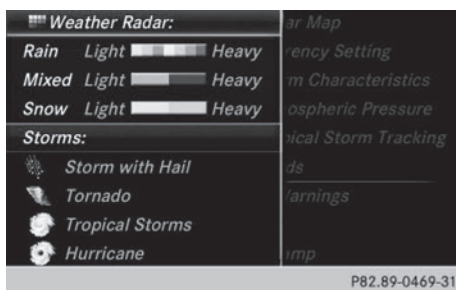 Weather Radar:
Rain Light Heavy
Mixed Light Heavy
Snow Light Heavy
Storms:
Storm with Hail
Tornado
Tropical Storms
Hurricane
ar Map
rency Setting
rm Characteristics
ospheric Pressure
pical Storm Tracking
ds
Warnings
mp
P82.89-0469-31